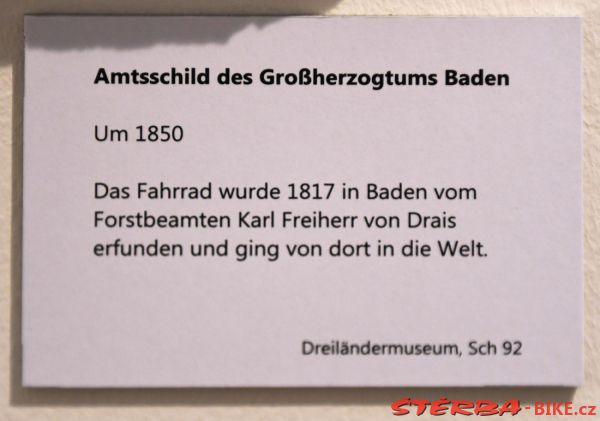 Amtsschild des Großherzogtums Baden
Um 1850
Das Fahrrad wurde 1817 in Baden vom
Forstbeamten Karl Freiherr von Drais
erfunden und ging von dort in die Welt.
Dreiländermuseum, Sch 92
ŠTĚRBA-BIKE.cz